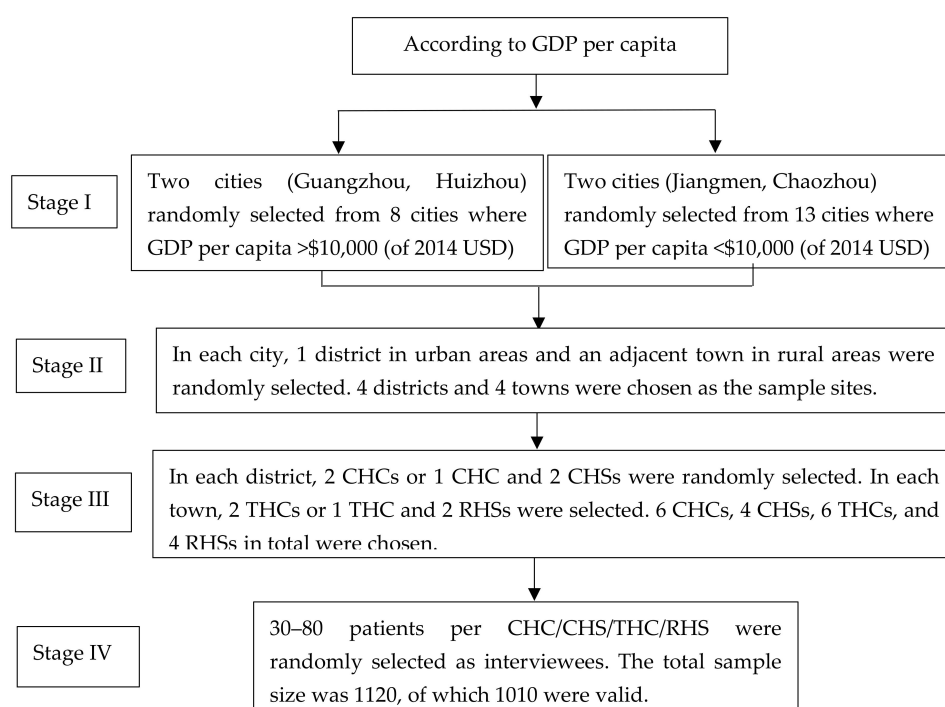 According to GDP per capita
Stage I
Two cities (Guangzhou, Huizhou)
randomly selected from 8 cities where
GDP per capita >$10,000 (of 2014 USD)
Two cities (Jiangmen, Chaozhou)
randomly selected from 13 cities where
GDP per capita <$10,000 (of 2014 USD)
Stage II
In each city, 1 district in urban areas and an adjacent town in rural areas were
randomly selected. 4 districts and 4 towns were chosen as the sample sites.
Stage III
In each district, 2 CHCs or 1 CHC and 2 CHSs were randomly selected. In each
town, 2 THCs or 1 THC and 2 RHSs were selected. 6 CHCs, 4 CHSs, 6 THCs, and
4 RHSs in total were chosen.
Stage IV
30–80 patients per CHC/CHS/THC/RHS were
randomly selected as interviewees. The total sample
size was 1120, of which 1010 were valid.